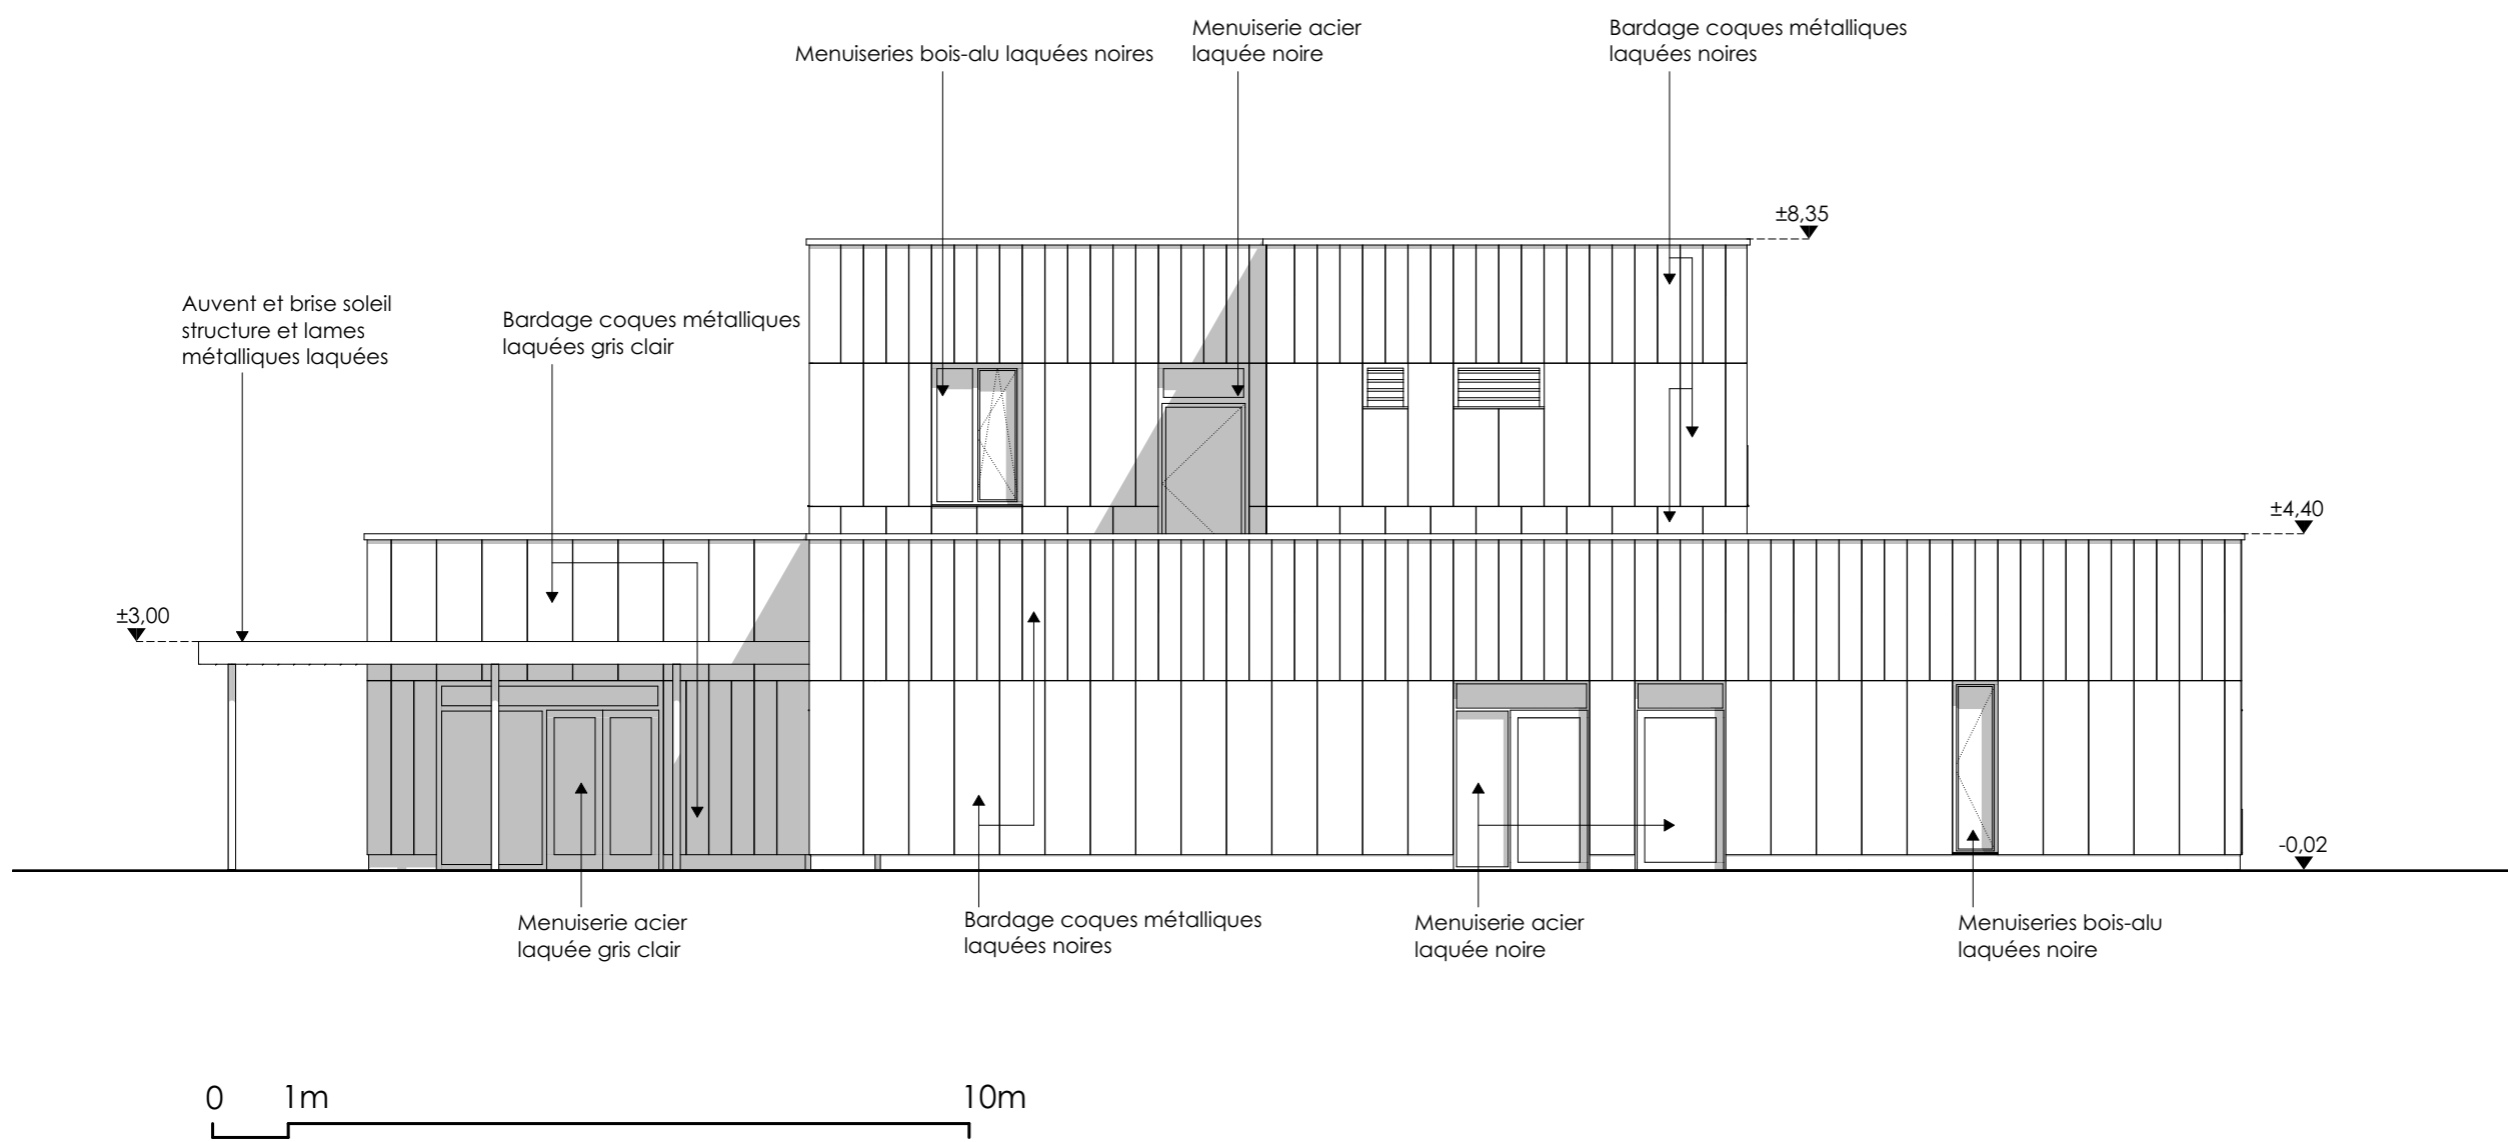 Menuiserie acier
laquée noire
Bardage coques métalliques
laquées noires
Menuiseries bois-alu laquées noires
±8,35
Auvent et brise soleil
structure et lames
métalliques laquées
Bardage coques métalliques
laquées gris clair
±4,40
±3,00
-0,02
Menuiserie acier
laquée gris clair
Bardage coques métalliques
laquées noires
Menuiserie acier
laquée noire
Menuiseries bois-alu
laquées noire
0 1m 10m